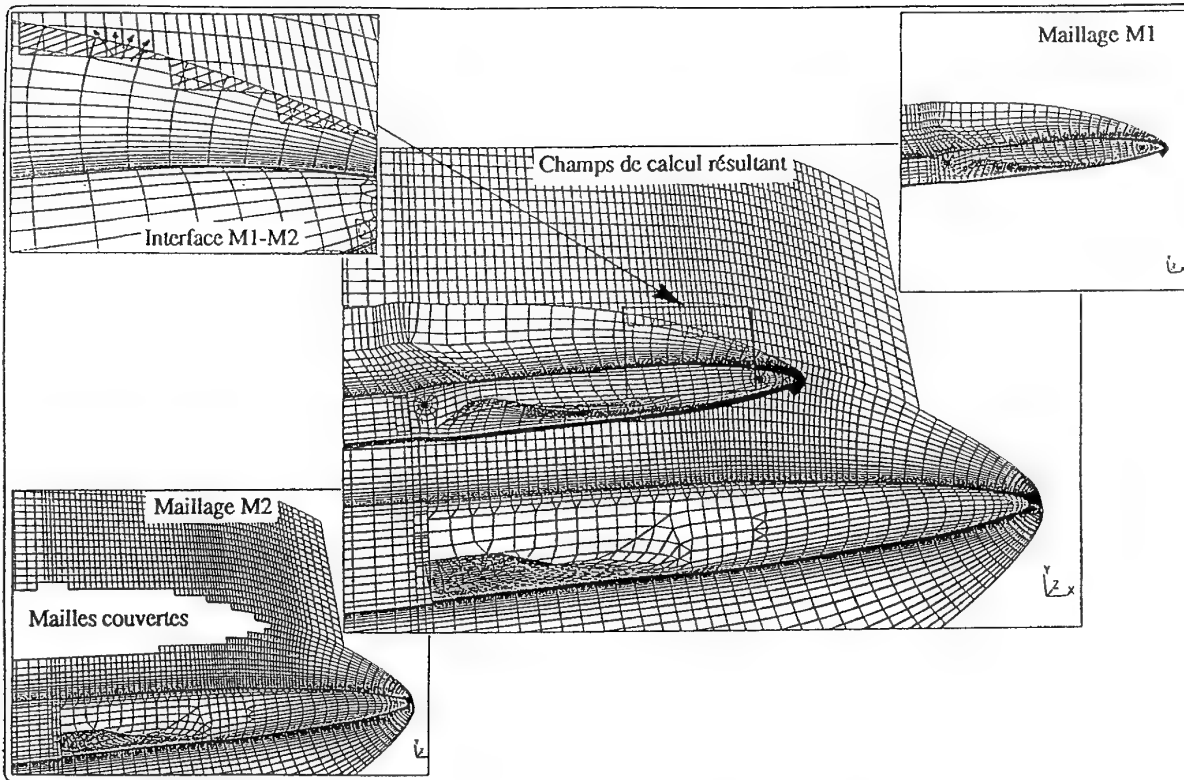 Maillage M1
Champs de calcul résultant
Interface M1-M2
Maillage M2
Mailles couvertes
Y
Z
X